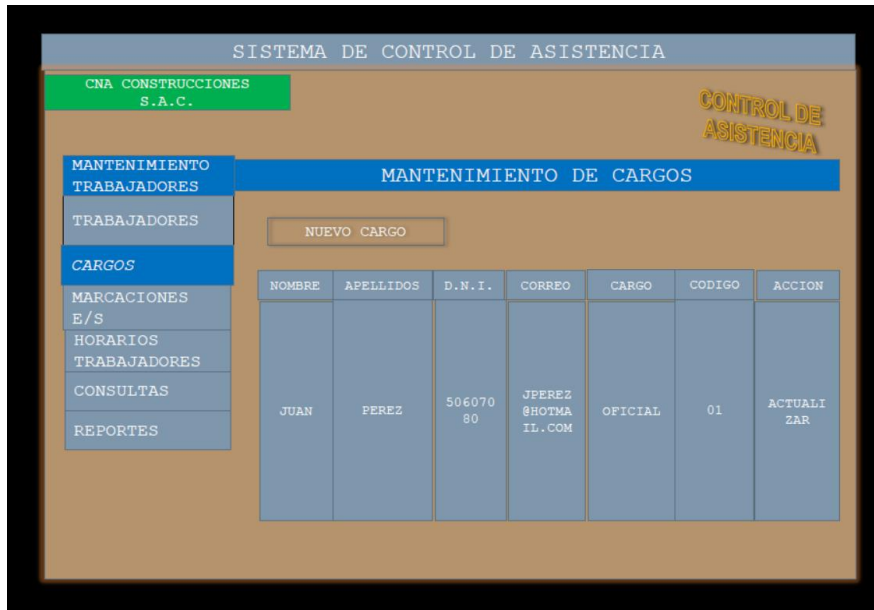 SISTEMA DE CONTROL DE ASISTENCIA
CNA CONSTRUCCIONES
S.A.C.
CONTROL DE
ASISTENCIA
MANTENIMIENTO
TRABAJADORES
MANTENIMIENTO DE CARGOS
TRABAJADORES
NUEVO CARGO
CARGOS
MARCACIONES
E/S
HORARIOS
TRABAJADORES
CONSULTAS
REPORTES
NOMBRE APELLIDOS D.N.I. CORREO CARGO CODIGO ACCION
JUAN
PEREZ
506070
80
JPEREZ
@HOTMA
IL.COM
OFICIAL
01
ACTUALI
ZAR